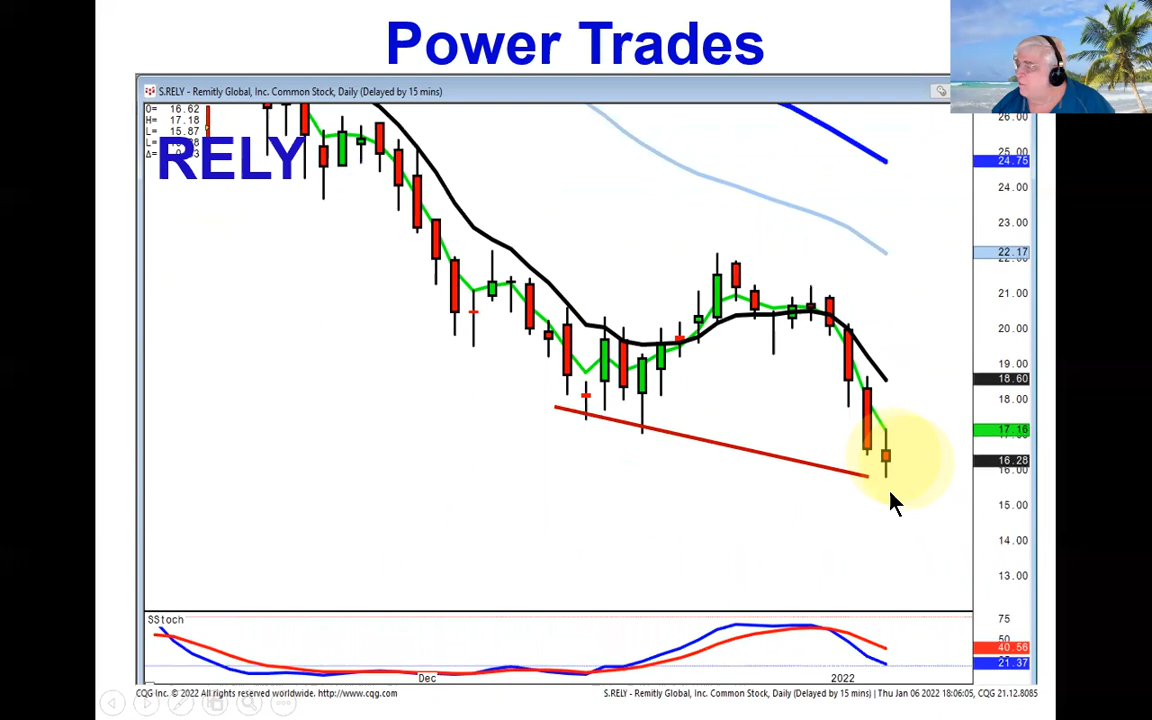 Power Trades
S.RELY - Remitly Global, Inc. Common Stock, Daily (Delayed by 15 mins)
O= 16.62
H= 17.18
L= 15.87
L=
Δ=
RELY
26.00
25.00
24.75
24.00
23.00
22.17
22.00
21.00
20.00
19.00
18.60
18.00
17.16
16.28
16.00
15.00
14.00
13.00
SStoch
75
50
40.56
21.37
Dec
2022
CQG Inc. © 2022 All rights reserved worldwide. http://www.cqg.com
S.RELY - Remitly Global, Inc. Common Stock, Daily (Delayed by 15 mins) | Thu Jan 06 2022 18:06:05, CQG 21.12.8085